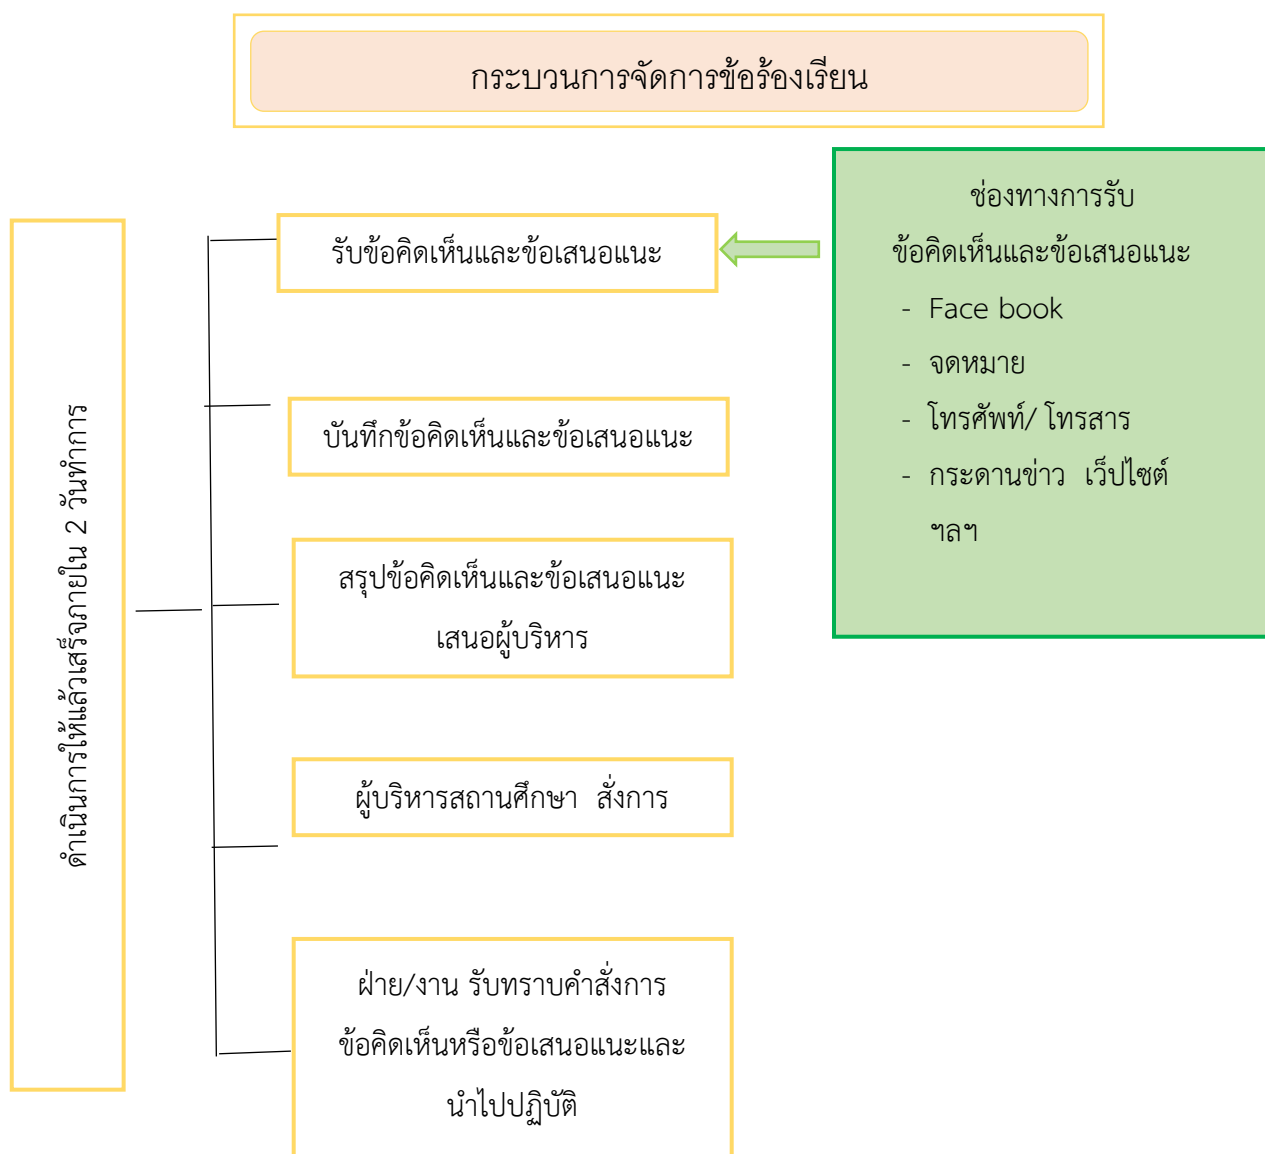 กระบวนการจัดการข้อร้องเรียน
ดำเนินการให้แล้วเสร็จภายใน 2 วันทำการ
รับข้อคิดเห็นและข้อเสนอแนะ
บันทึกข้อคิดเห็นและข้อเสนอแนะ
สรุปข้อคิดเห็นและข้อเสนอแนะ
เสนอผู้บริหาร
ผู้บริหารสถานศึกษา สั่งการ
ฝ่าย/งาน รับทราบคำสั่งการ
ข้อคิดเห็นหรือข้อเสนอแนะและ
นำไปปฏิบัติ
ช่องทางการรับ
ข้อคิดเห็นและข้อเสนอแนะ
- Face book
- จดหมาย
- โทรศัพท์/ โทรสาร
- กระดานข่าว เว็ปไซต์
ฯลฯ